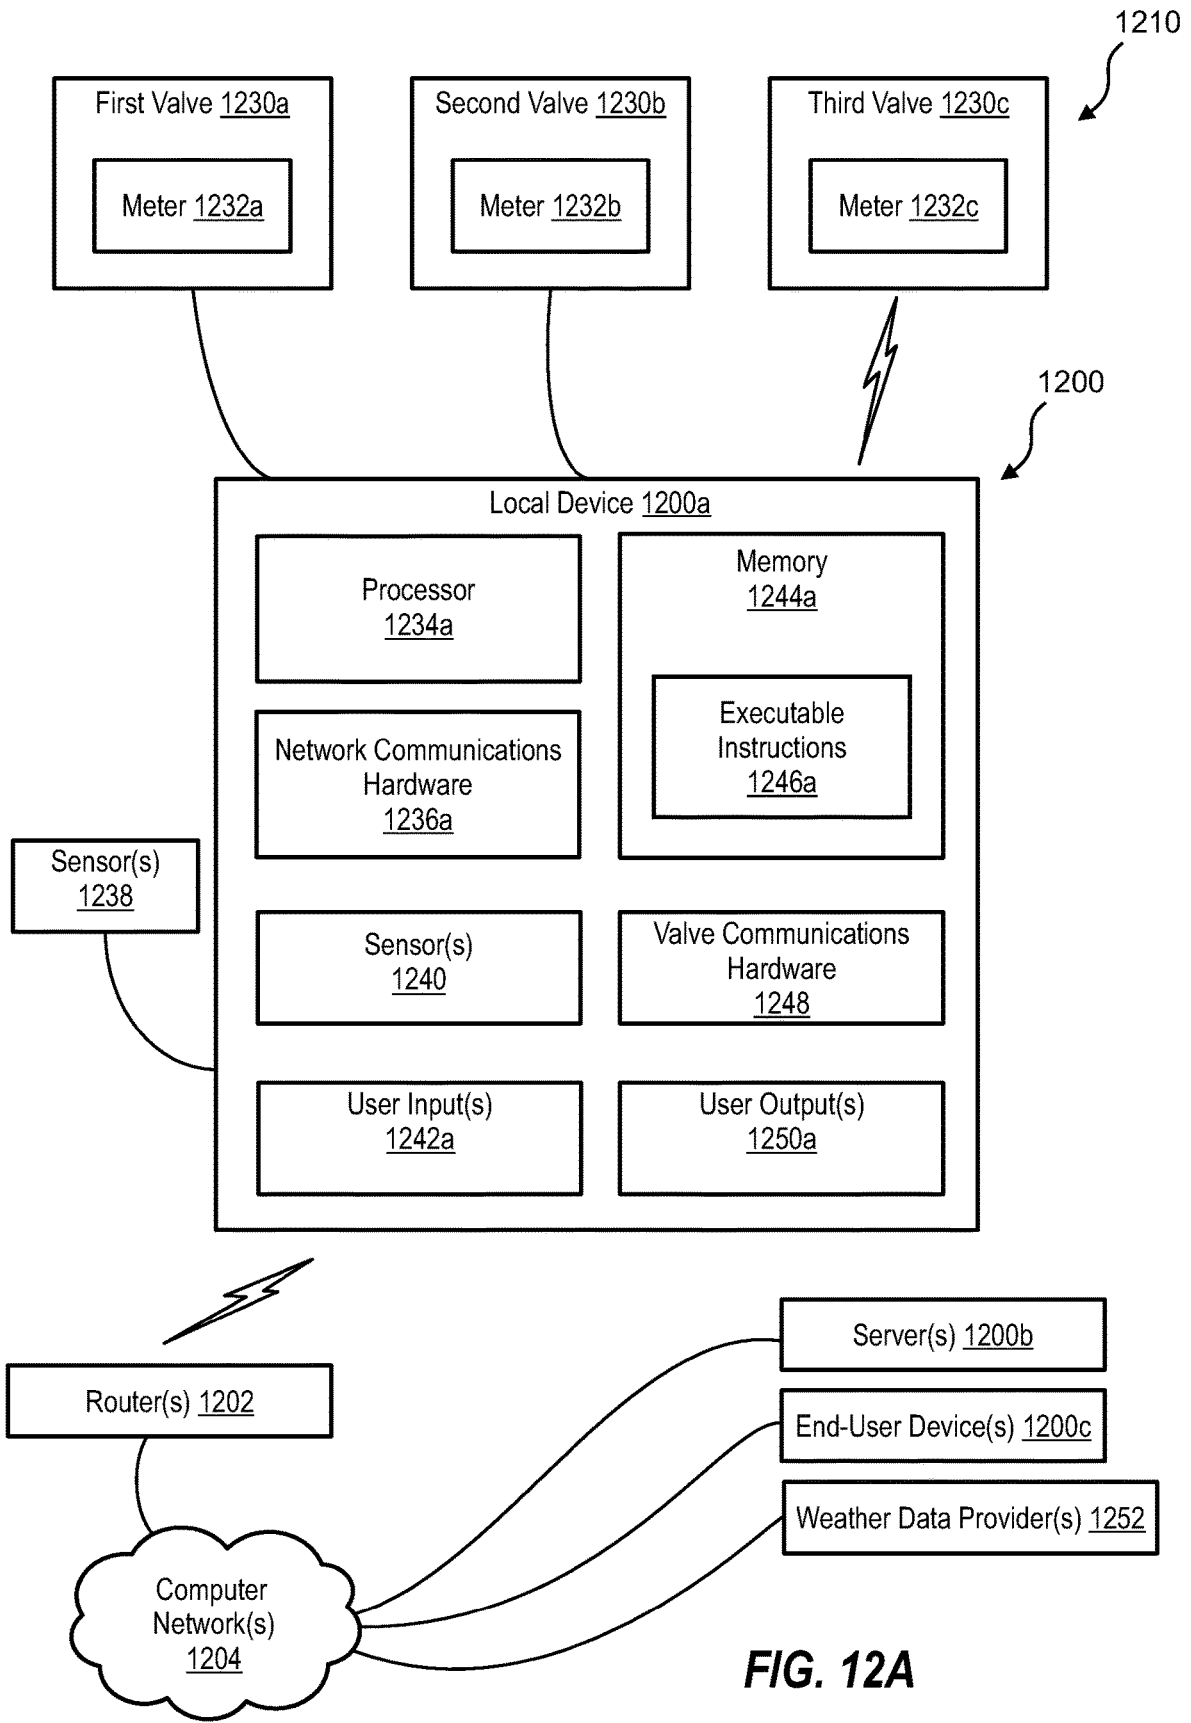 1210
First Valve 1230a
Second Valve 1230b
Third Valve 1230c
Meter 1232a
Meter 1232b
Meter 1232c
1200
Local Device 1200a
Processor
1234a
Memory
1244a
Executable
Instructions
1246a
Network Communications
Hardware
1236a
Sensor(s)
1238
Sensor(s)
1240
Valve Communications
Hardware
1248
User Input(s)
1242a
User Output(s)
1250a
Server(s) 1200b
Router(s) 1202
End-User Device(s) 1200c
Weather Data Provider(s) 1252
Computer
Network(s)
1204
FIG. 12A